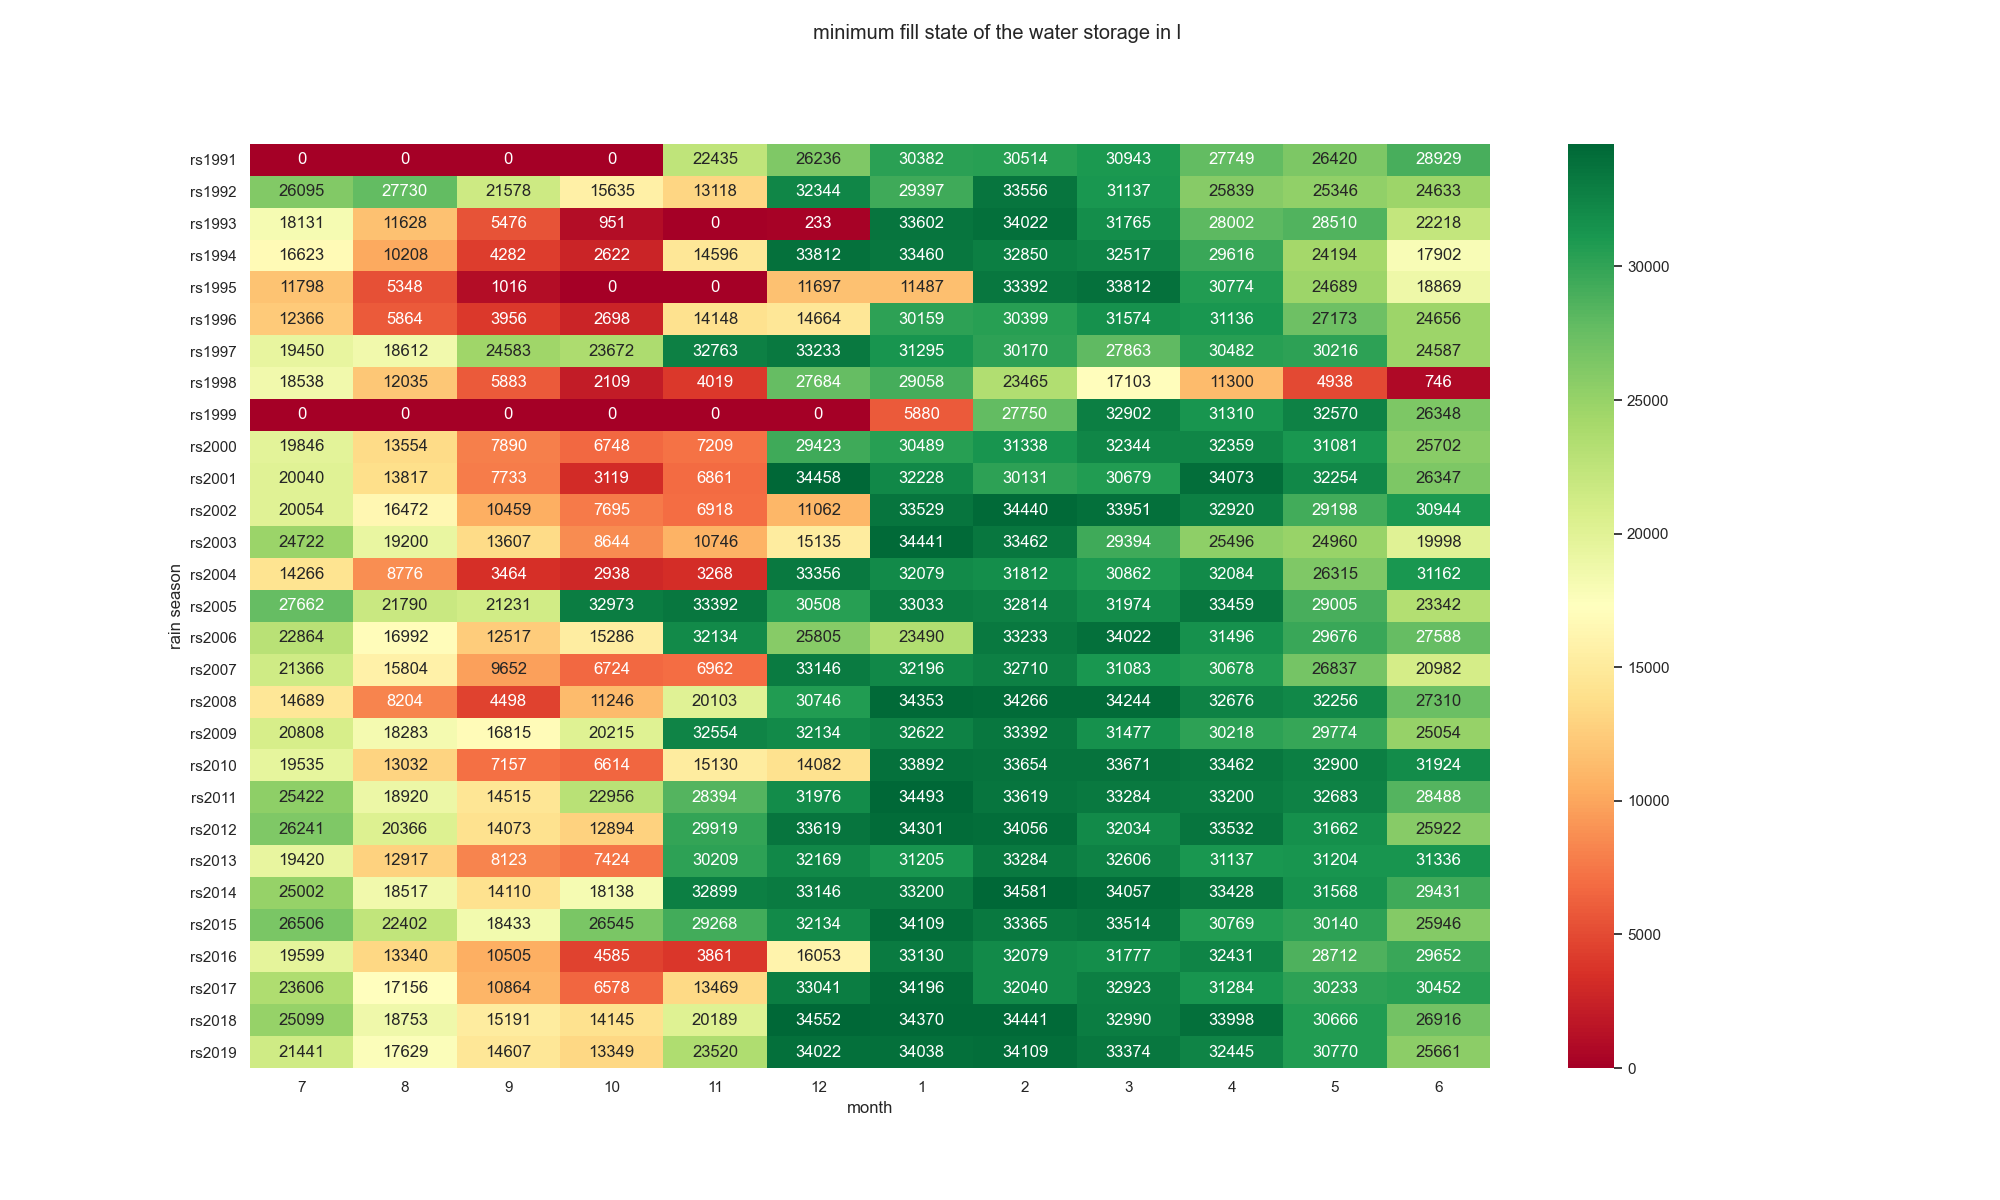 minimum fill state of the water storage in l
rs1991 0 0 0 0 22435 26236 30382 30514 30943 27749 26420 28929
rs1992 26095 27730 21578 15635 13118 32344 29397 33556 31137 25839 25346 24633
rs1993 18131 11628 5476 951 0 233 33602 34022 31765 28002 28510 22218
rs1994 16623 10208 4282 2622 14596 33812 33460 32850 32517 29616 24194 17902
rs1995 11798 5348 1016 0 0 11697 11487 33392 33812 30774 24689 18869
rs1996 12366 5864 3956 2698 14148 14664 30159 30399 31574 31136 27173 24656
rs1997 19450 18612 24583 23672 32763 33233 31295 30170 27863 30482 30216 24587
rs1998 18538 12035 5883 2109 4019 27684 29058 23465 17103 11300 4938 746
rs1999 0 0 0 0 0 0 5880 27750 32902 31310 32570 26348
rs2000 19846 13554 7890 6748 7209 29423 30489 31338 32344 32359 31081 25702
rs2001 20040 13817 7733 3119 6861 34458 32228 30131 30679 34073 32254 26347
rs2002 20054 16472 10459 7695 6918 11062 33529 34440 33951 32920 29198 30944
rs2003 24722 19200 13607 8644 10746 15135 34441 33462 29394 25496 24960 19998
rs2004 14266 8776 3464 2938 3268 33356 32079 31812 30862 32084 26315 31162
rs2005 27662 21790 21231 32973 33392 30508 33033 32814 31974 33459 29005 23342
rs2006 22864 16992 12517 15286 32134 25805 23490 33233 34022 31496 29676 27588
rs2007 21366 15804 9652 6724 6962 33146 32196 32710 31083 30678 26837 20982
rs2008 14689 8204 4498 11246 20103 30746 34353 34266 34244 32676 32256 27310
rs2009 20808 18283 16815 20215 32554 32134 32622 33392 31477 30218 29774 25054
rs2010 19535 13032 7157 6614 15130 14082 33892 33654 33671 33462 32900 31924
rs2011 25422 18920 14515 22956 28394 31976 34493 33619 33284 33200 32683 28488
rs2012 26241 20366 14073 12894 29919 33619 34301 34056 32034 33532 31662 25922
rs2013 19420 12917 8123 7424 30209 32169 31205 33284 32606 31137 31204 31336
rs2014 25002 18517 14110 18138 32899 33146 33200 34581 34057 33428 31568 29431
rs2015 26506 22402 18433 26545 29268 32134 34109 33365 33514 30769 30140 25946
rs2016 19599 13340 10505 4585 3861 16053 33130 32079 31777 32431 28712 29652
rs2017 23606 17156 10864 6578 13469 33041 34196 32040 32923 31284 30233 30452
rs2018 25099 18753 15191 14145 20189 34552 34370 34441 32990 33998 30666 26916
rs2019 21441 17629 14607 13349 23520 34022 34038 34109 33374 32445 30770 25661
7 8 9 10 11 12 1 2 3 4 5 6
month
rain season
30000
25000
20000
15000
10000
5000
0